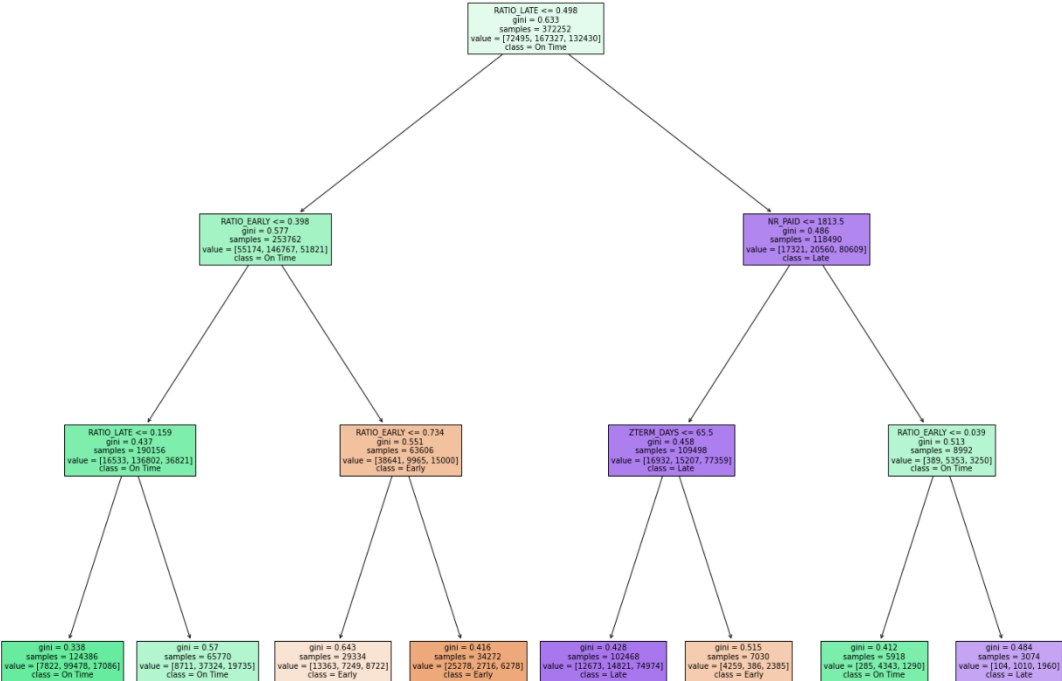 RATIO_LATE <= 0.498
gini = 0.633
samples = 372252
value = [72495, 167327, 132430]
class = On Time
RATIO_EARLY <= 0.398
gini = 0.577
samples = 253762
value = [55174, 146767, 51821]
class = On Time
NR_PAID <= 1813.5
gini = 0.486
samples = 118490
value = [17321, 20560, 80609]
class = Late
RATIO_LATE <= 0.159
gini = 0.437
samples = 190156
value = [16533, 136802, 36821]
class = On Time
RATIO_EARLY <= 0.734
gini = 0.551
samples = 63606
value = [38641, 9965, 15000]
class = Early
ZTERM_DAYS <= 65.5
gini = 0.458
samples = 109498
value = [16932, 15207, 77359]
class = Late
RATIO_EARLY <= 0.039
gini = 0.513
samples = 8992
value = [389, 5353, 3250]
class = On Time
gini = 0.338
samples = 124386
value = [7822, 99478, 17086]
class = On Time
gini = 0.57
samples = 65770
value = [8711, 37324, 19735]
class = On Time
gini = 0.643
samples = 29334
value = [13363, 7249, 8722]
class = Early
gini = 0.416
samples = 34272
value = [25278, 2716, 6278]
class = Early
gini = 0.428
samples = 102468
value = [12673, 14821, 74974]
class = Late
gini = 0.515
samples = 7030
value = [4259, 386, 2385]
class = Early
gini = 0.412
samples = 5918
value = [285, 4343, 1290]
class = On Time
gini = 0.484
samples = 3074
value = [104, 1010, 1960]
class = Late